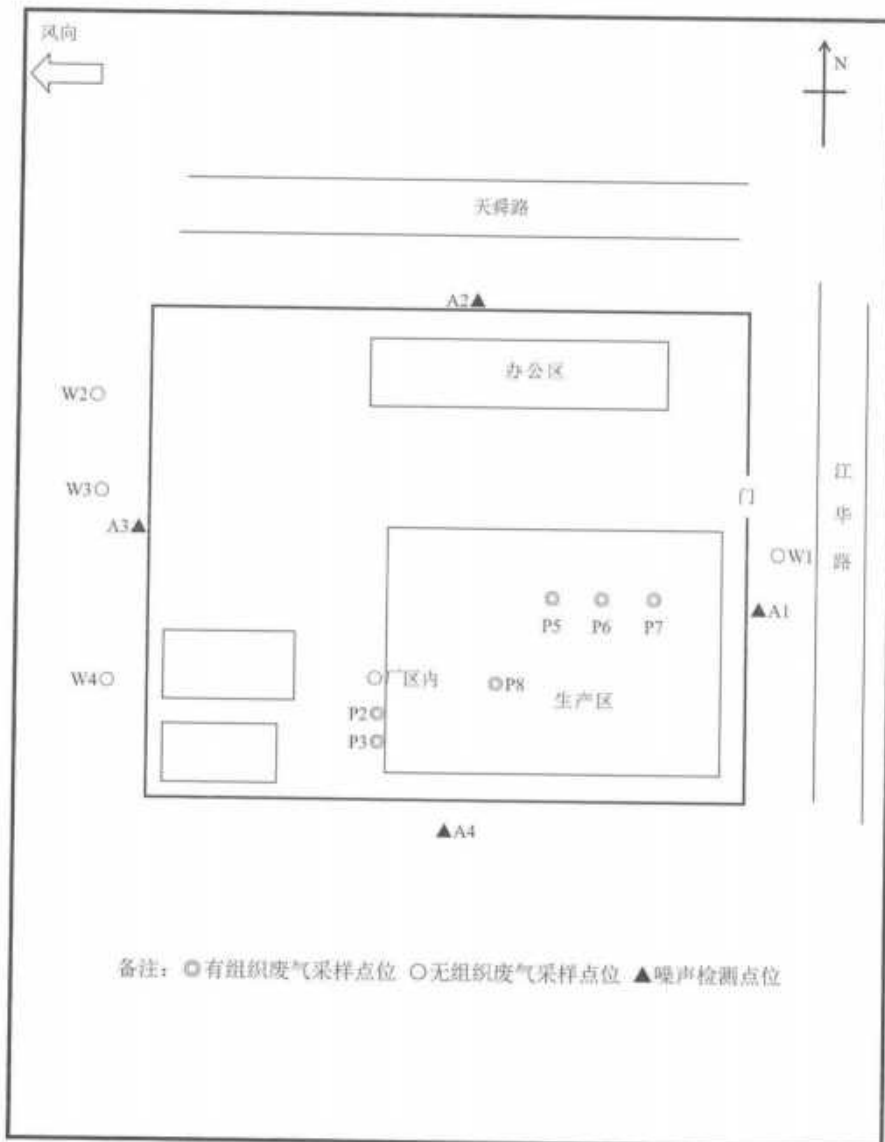 风向
N
天舜路
A2▲
办公区
W2○
W3○
A3▲
门
江华路
○W1
▲A1
P5 P6 P7
W4○
○厂区内
◎P8
生产区
P2◎
P3◎
▲A4
备注：◎有组织废气采样点位 ○无组织废气采样点位 ▲噪声检测点位